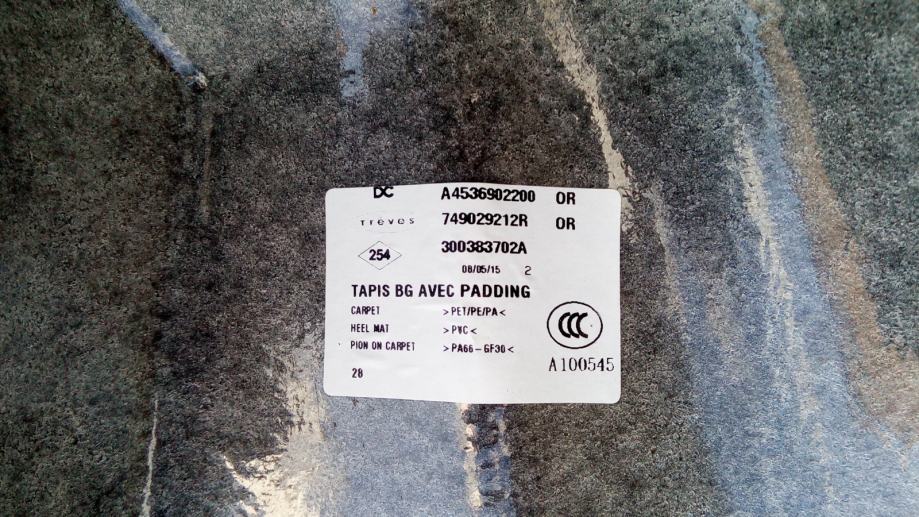 DC A4536902200 OR
Trèves 749029212R OR
254 300383702A
08/05/15 2
TAPIS BG AVEC PADDING
CARPET >PET/PE/PA<
HEEL MAT >PVC<
PION ON CARPET >PA66-GF30<
CCC
A100545
28